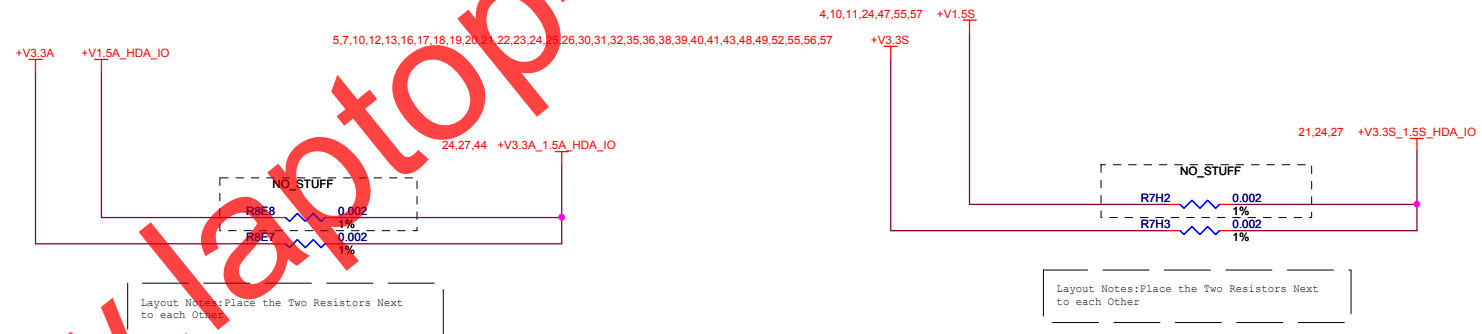 4,10,11,24,47,55,57 +V1.5S
+V3.3A +V1.5A_HDA_IO 5,7,10,12,13,16,17,18,19,20,21,22,23,24,25,26,30,31,32,35,36,38,39,40,41,43,48,49,52,55,56,57 +V3.3S
24,27,44 +V3.3A_1.5A_HDA_IO
21,24,27 +V3.3S_1.5S_HDA_IO
NO_STUFF
R8E8 0.002
1%
R8E7 0.002
1%
NO_STUFF
R7H2 0.002
1%
R7H3 0.002
1%
Layout Notes:Place the Two Resistors Next
to each Other
Layout Notes:Place the Two Resistors Next
to each Other
laptop